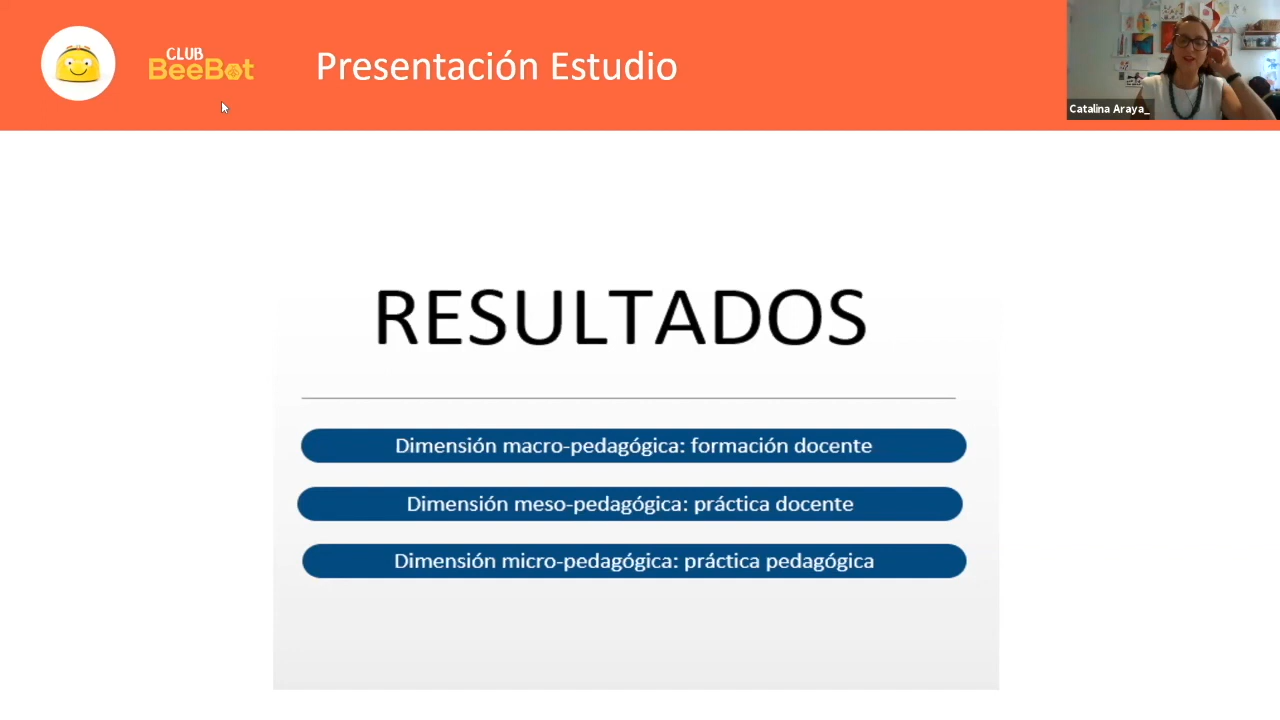 CLUB
BeeBot
Presentación Estudio
Catalina Araya_
RESULTADOS
Dimensión macro-pedagógica: formación docente
Dimensión meso-pedagógica: práctica docente
Dimensión micro-pedagógica: práctica pedagógica